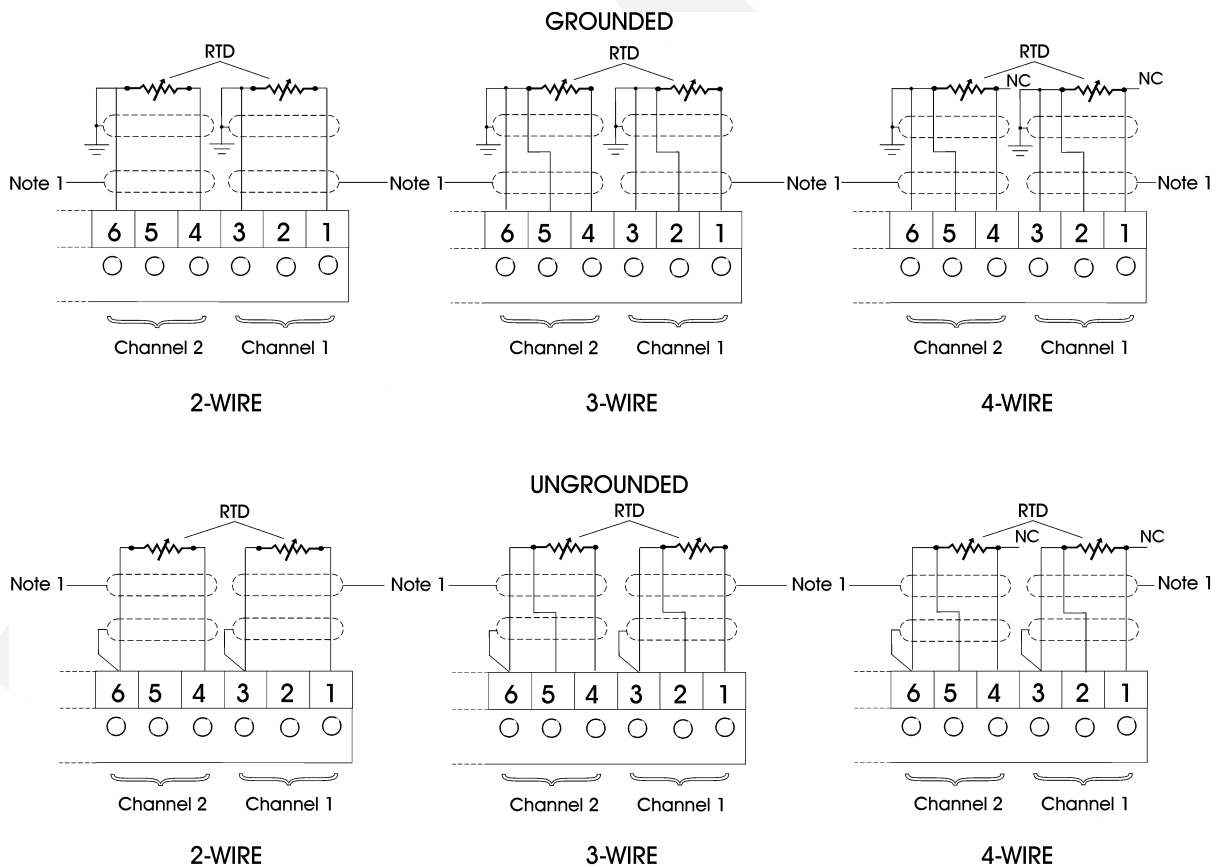 GROUNDED
RTD
RTD
RTD
NC
NC
Note 1
Note 1
Note 1
Note 1
6 5 4 3 2 1
6 5 4 3 2 1
6 5 4 3 2 1
Channel 2 Channel 1
Channel 2 Channel 1
Channel 2 Channel 1
2-WIRE
3-WIRE
4-WIRE
UNGROUNDED
RTD
RTD
RTD
NC
NC
Note 1
Note 1
Note 1
Note 1
6 5 4 3 2 1
6 5 4 3 2 1
6 5 4 3 2 1
Channel 2 Channel 1
Channel 2 Channel 1
Channel 2 Channel 1
2-WIRE
3-WIRE
4-WIRE